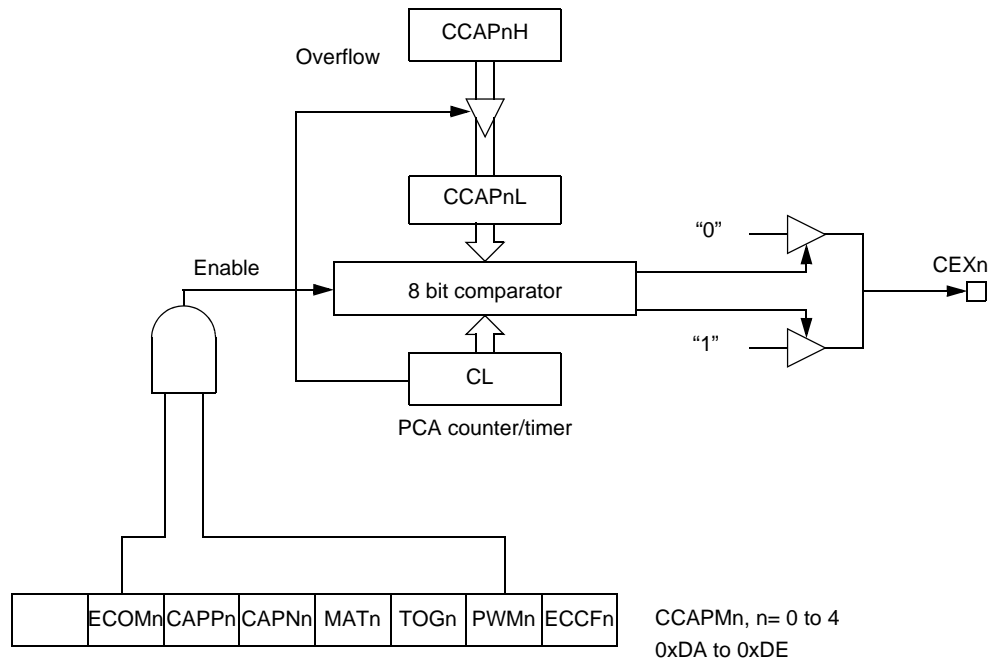 CCAPnH
Overflow
CCAPnL
“0”
Enable
8 bit comparator
CEXn
“1”
CL
PCA counter/timer
ECOMn CAPPn CAPNn MATn TOGn PWMn ECCFn
CCAPMn, n= 0 to 4
0xDA to 0xDE